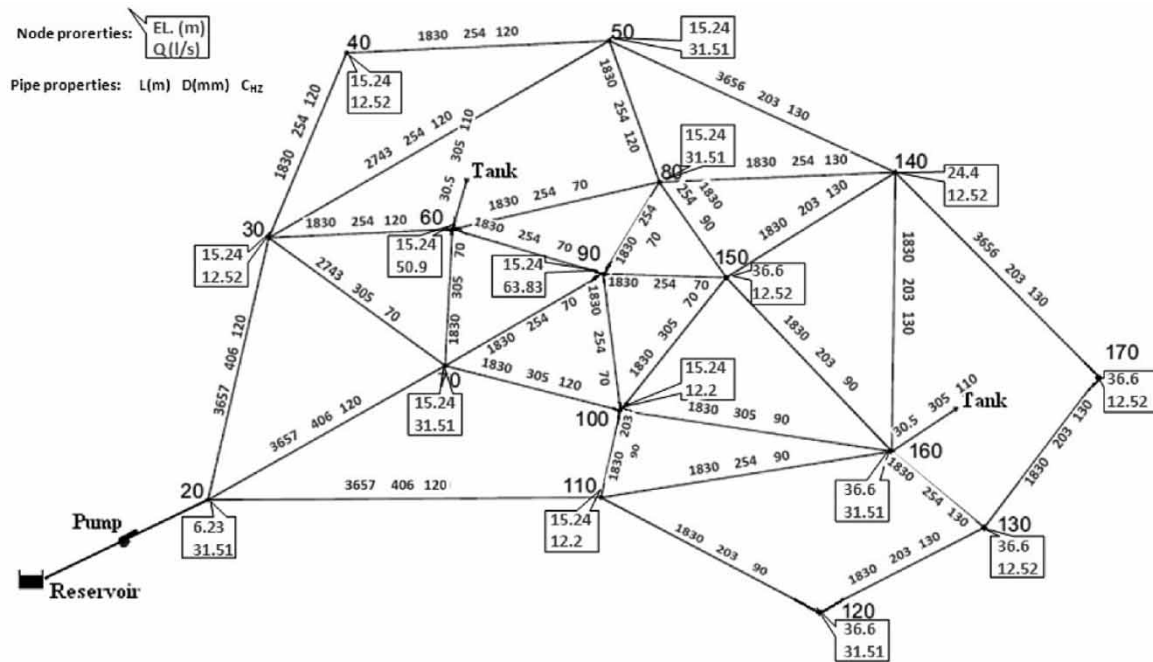 Node prorerties: EL. (m)
Q (l/s)
Pipe properties: L(m) D(mm) C_HZ
40
1830 254 120
50
15.24
31.51
15.24
12.52
1830 254 120
2743 254 120
30.5 305 110
Tank
1830 254 120
3656 203 130
15.24
31.51
80
1830 254 130
140
24.4
12.52
30
1830 254 120
60
1830 254 70
15.24
12.52
15.24
50.9
1830 254 70
90
15.24
63.83
1830 254 70
1830 254 90
1830 203 130
150
36.6
12.52
1830 254 70
2743 305 70
1830 305 70
1830 254 70
1830 254 70
1830 305 70
1830 203 90
1830 203 130
3656 203 130
170
36.6
12.52
3657 406 120
70
15.24
31.51
1830 305 120
15.24
12.2
100
1830 305 90
30.5 305 110
Tank
3657 406 120
1830 203 90
1830 254 90
160
36.6
31.51
1830 254 130
1830 203 130
20
6.23
31.51
3657 406 120
110
15.24
12.2
1830 203 90
1830 203 130
130
36.6
12.52
Pump
Reservoir
120
36.6
31.51